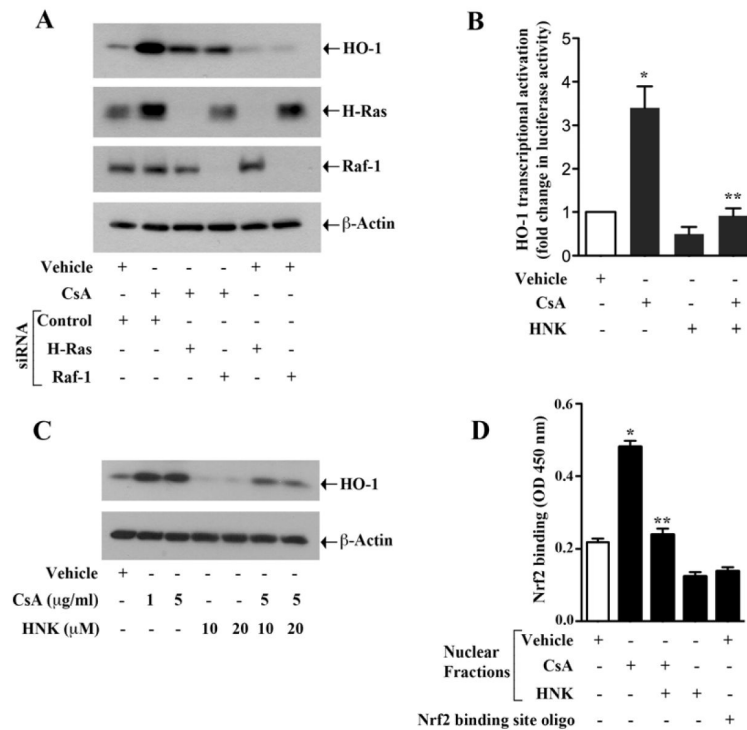 A
HO-1
H-Ras
Raf-1
β-Actin
Vehicle + - - - + +
CsA - + + + - -
siRNA
Control + + - - - -
H-Ras - - + - + -
Raf-1 - - - + - +
B
HO-1 transcriptional activation
(fold change in luciferase activity)
5
4
3
2
1
0
*
**
Vehicle + - - -
CsA - + - +
HNK - - + +
C
HO-1
β-Actin
Vehicle + - - - - - -
CsA (μg/ml) - 1 5 - - 5 5
HNK (μM) - - - 10 20 10 20
D
Nrf2 binding (OD 450 nm)
0.6
0.4
0.2
0.0
*
**
Nuclear
Fractions
Vehicle + - - - +
CsA - + + - -
HNK - - + + -
Nrf2 binding site oligo - - - - +